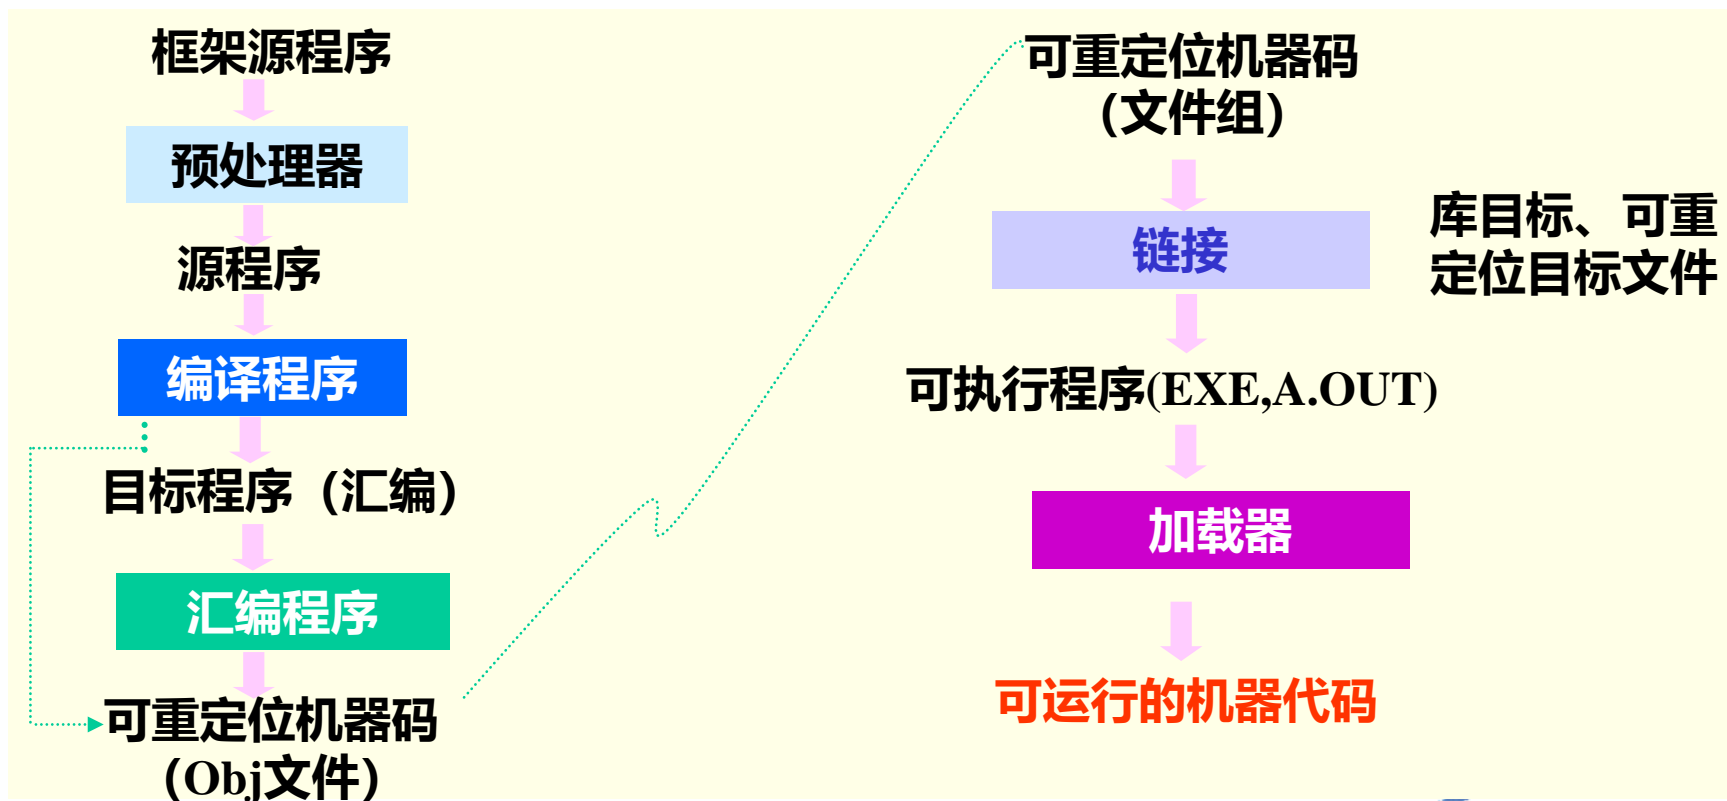 框架源程序
预处理器
源程序
编译程序
目标程序（汇编）
汇编程序
可重定位机器码
（Obj文件）
可重定位机器码
（文件组）
链接
库目标、可重
定位目标文件
可执行程序(EXE,A.OUT)
加载器
可运行的机器代码